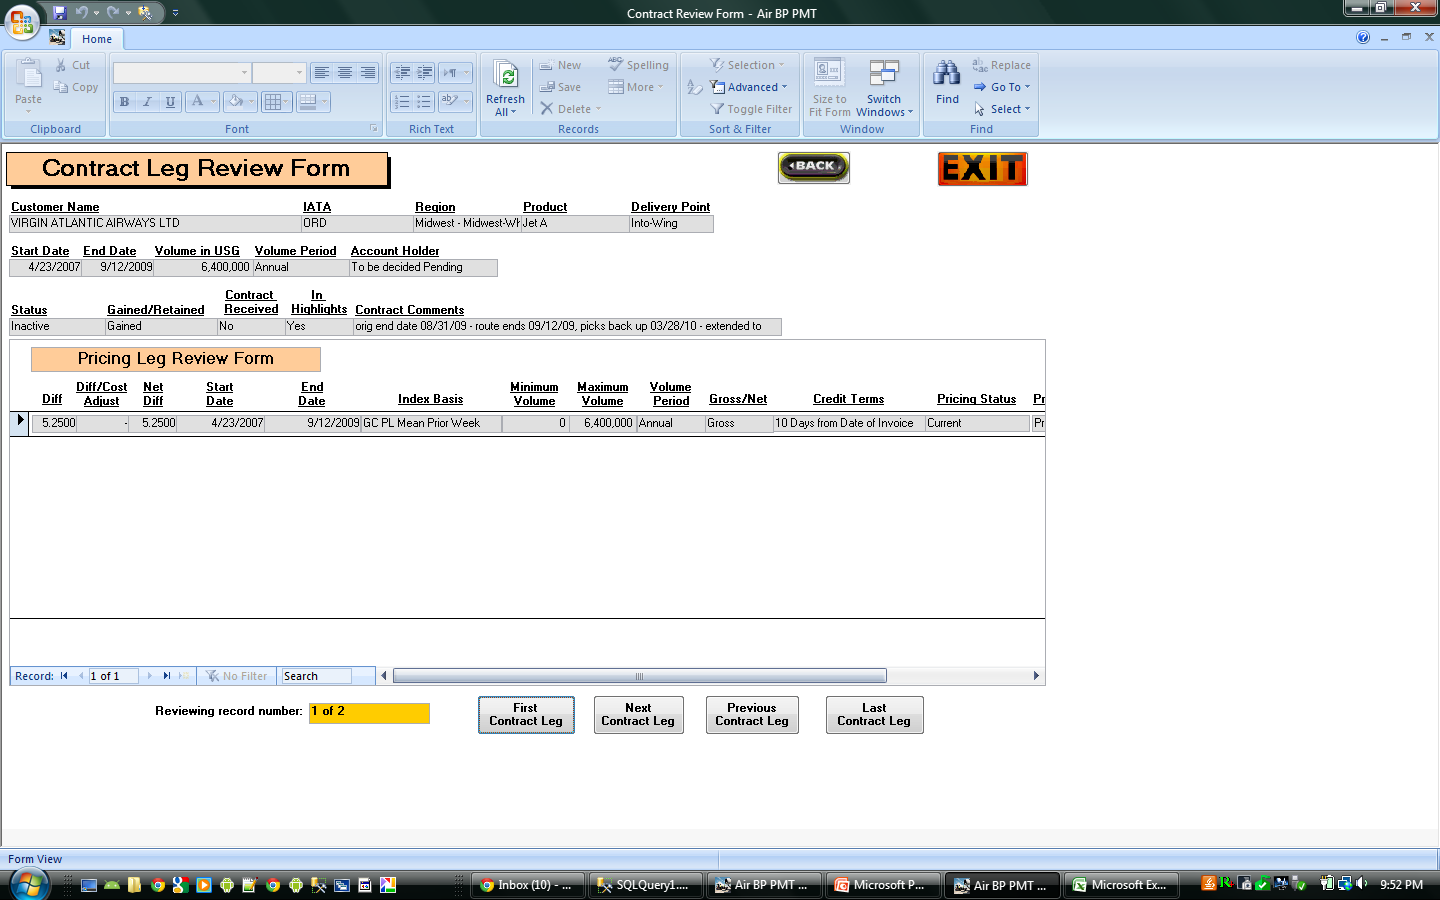 Contract Review Form - Air BP PMT
Home
Cut
Copy
Paste
Clipboard
B I U A
Font
Rich Text
Refresh All
New
Save
Delete
Spelling
More
Records
Selection
Advanced
Toggle Filter
Sort & Filter
Size to Fit Form
Switch Windows
Window
Find
Replace
Go To
Select
Find
Contract Leg Review Form
BACK
EXIT
Customer Name IATA Region Product Delivery Point
VIRGIN ATLANTIC AIRWAYS LTD ORD Midwest - Midwest-Wh Jet A Into-Wing
Start Date End Date Volume in USG Volume Period Account Holder
4/23/2007 9/12/2009 6,400,000 Annual To be decided Pending
Status Gained/Retained Contract Received In Highlights Contract Comments
Inactive Gained No Yes orig end date 08/31/09 - route ends 09/12/09, picks back up 03/28/10 - extended to
Pricing Leg Review Form
Diff Diff/Cost Adjust Net Diff Start Date End Date Index Basis Minimum Volume Maximum Volume Volume Period Gross/Net Credit Terms Pricing Status Pr
5.2500 - 5.2500 4/23/2007 9/12/2009 GC PL Mean Prior Week 0 6,400,000 Annual Gross 10 Days from Date of Invoice Current Pr
Record: 1 of 1 No Filter Search
Reviewing record number: 1 of 2
First Contract Leg
Next Contract Leg
Previous Contract Leg
Last Contract Leg
Form View
Inbox (10) - ...
SQLQuery1....
Air BP PMT ...
Microsoft P...
Air BP PMT ...
Microsoft Ex...
9:52 PM